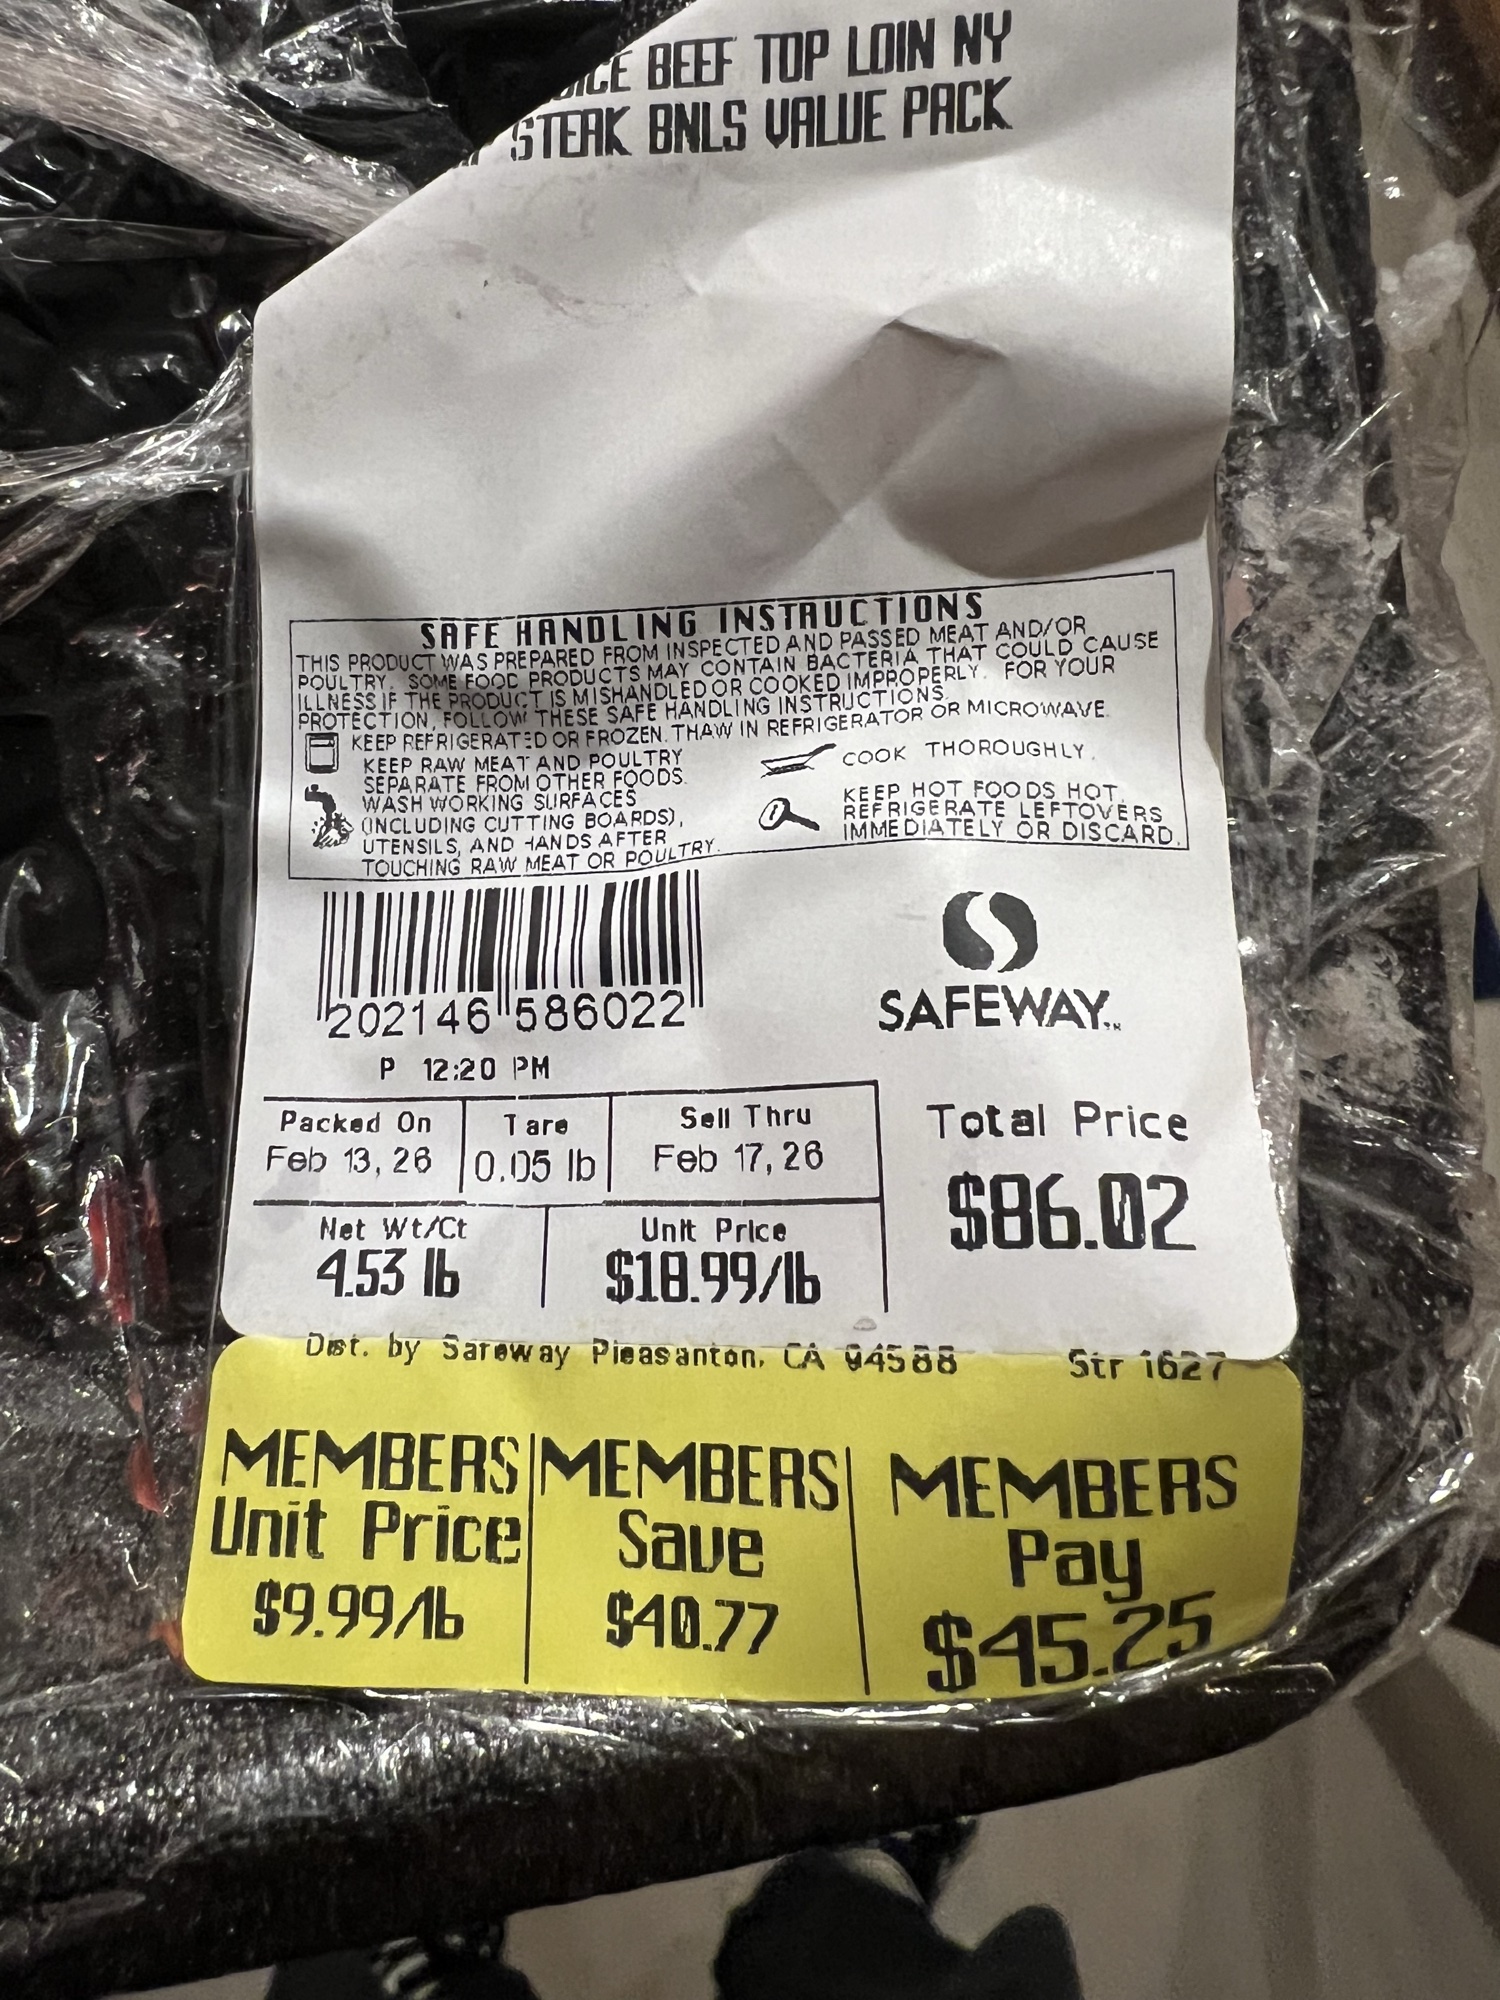 BEEF TOP LOIN NY
STEAK BNLS VALUE PACK
SAFE HANDLING INSTRUCTIONS
THIS PRODUCT WAS PREPARED FROM INSPECTED AND PASSED MEAT AND/OR
POULTRY. SOME FOOD PRODUCTS MAY CONTAIN BACTERIA THAT COULD CAUSE
ILLNESS IF THE PRODUCT IS MISHANDLED OR COOKED IMPROPERLY. FOR YOUR
PROTECTION, FOLLOW THESE SAFE HANDLING INSTRUCTIONS.
KEEP REFRIGERATED OR FROZEN. THAW IN REFRIGERATOR OR MICROWAVE.
KEEP RAW MEAT AND POULTRY
SEPARATE FROM OTHER FOODS.
WASH WORKING SURFACES
(INCLUDING CUTTING BOARDS),
UTENSILS, AND HANDS AFTER
TOUCHING RAW MEAT OR POULTRY.
COOK THOROUGHLY.
KEEP HOT FOODS HOT.
REFRIGERATE LEFTOVERS
IMMEDIATELY OR DISCARD.
202146 586022
P 12:20 PM
SAFEWAY™
Packed On
Feb 13, 26
Tare
0.05 lb
Sell Thru
Feb 17, 26
Net Wt/Ct
4.53 lb
Unit Price
$18.99/lb
Total Price
$86.02
Dist. by Safeway Pleasanton, CA 94588 Str 1627
MEMBERS
Unit Price
$9.99/lb
MEMBERS
Save
$40.77
MEMBERS
Pay
$45.25